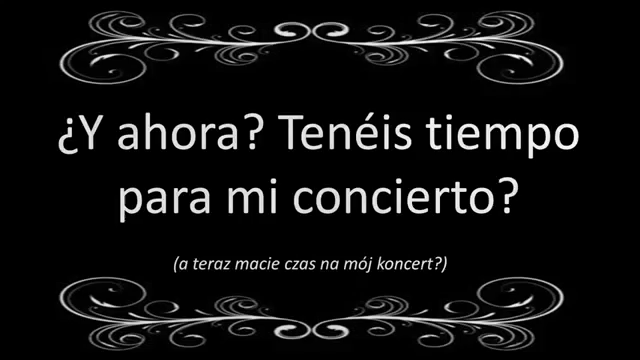 ¿Y ahora? Tenéis tiempo
para mi concierto?
(a teraz macie czas na mój koncert?)